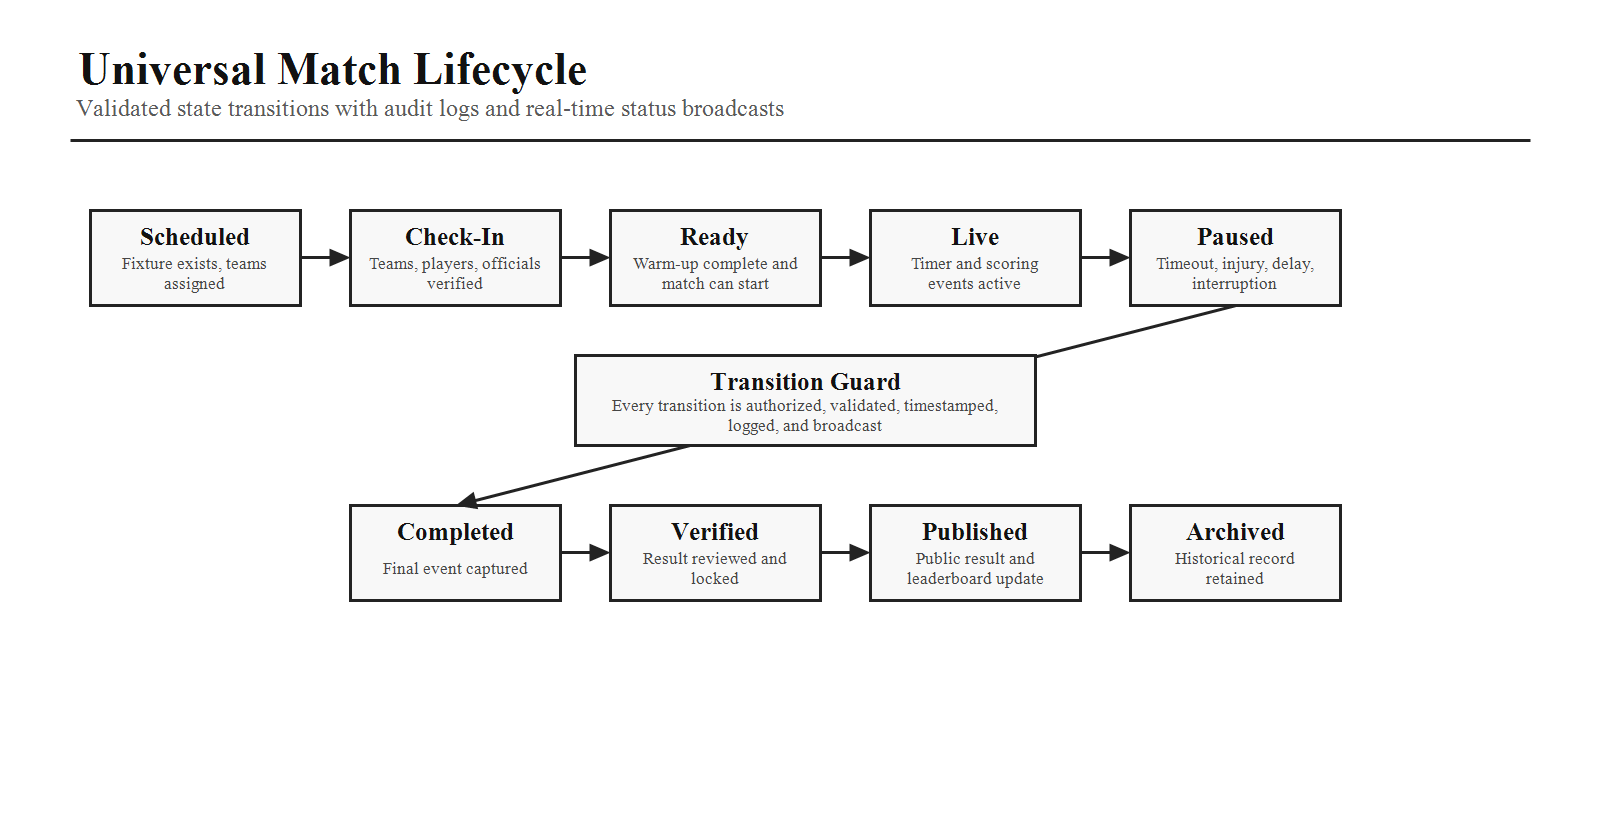 Universal Match Lifecycle
Validated state transitions with audit logs and real-time status broadcasts
Scheduled
Fixture exists, teams
assigned
Check-In
Teams, players, officials
verified
Ready
Warm-up complete and
match can start
Live
Timer and scoring
events active
Paused
Timeout, injury, delay,
interruption
Transition Guard
Every transition is authorized, validated, timestamped,
logged, and broadcast
Completed
Final event captured
Verified
Result reviewed and
locked
Published
Public result and
leaderboard update
Archived
Historical record
retained